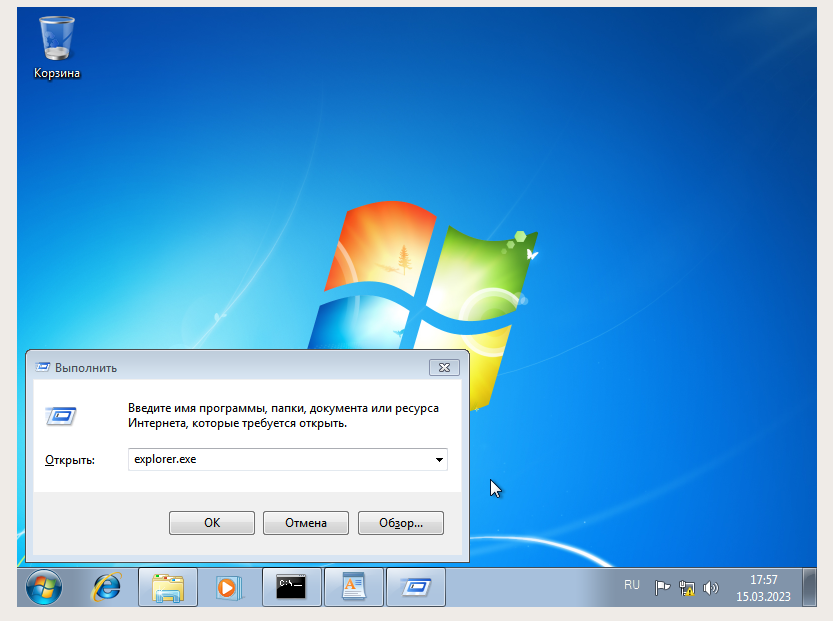 Корзина
Выполнить
Введите имя программы, папки, документа или ресурса
Интернета, которые требуется открыть.
Открыть:
explorer.exe
ОК
Отмена
Обзор...
C:\
RU
17:57
15.03.2023